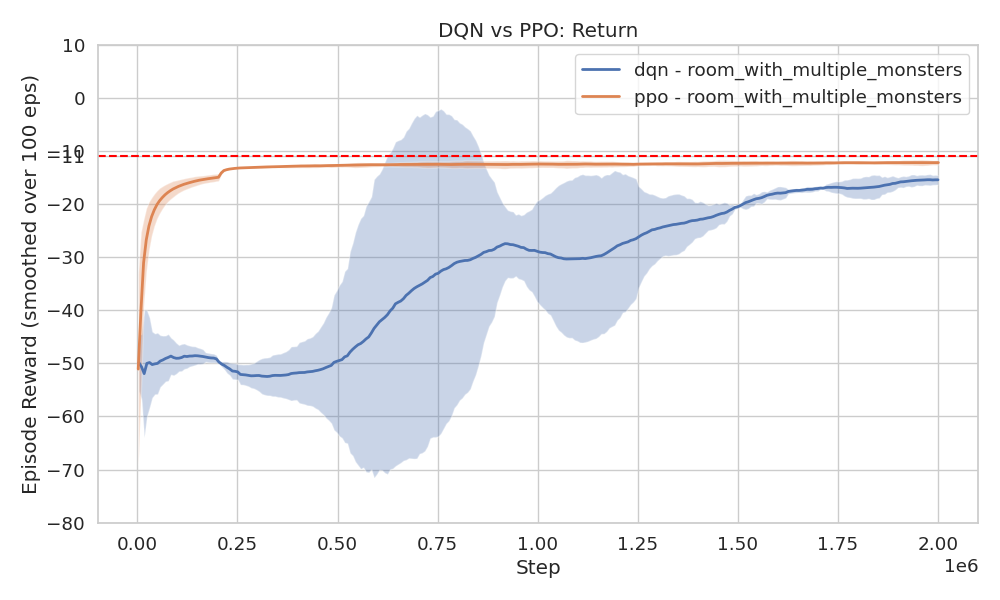 DQN vs PPO: Return
dqn - room_with_multiple_monsters
ppo - room_with_multiple_monsters
Episode Reward (smoothed over 100 eps)
10
0
−10
−11
−20
−30
−40
−50
−60
−70
−80
0.00 0.25 0.50 0.75 1.00 1.25 1.50 1.75 2.00
1e6
Step